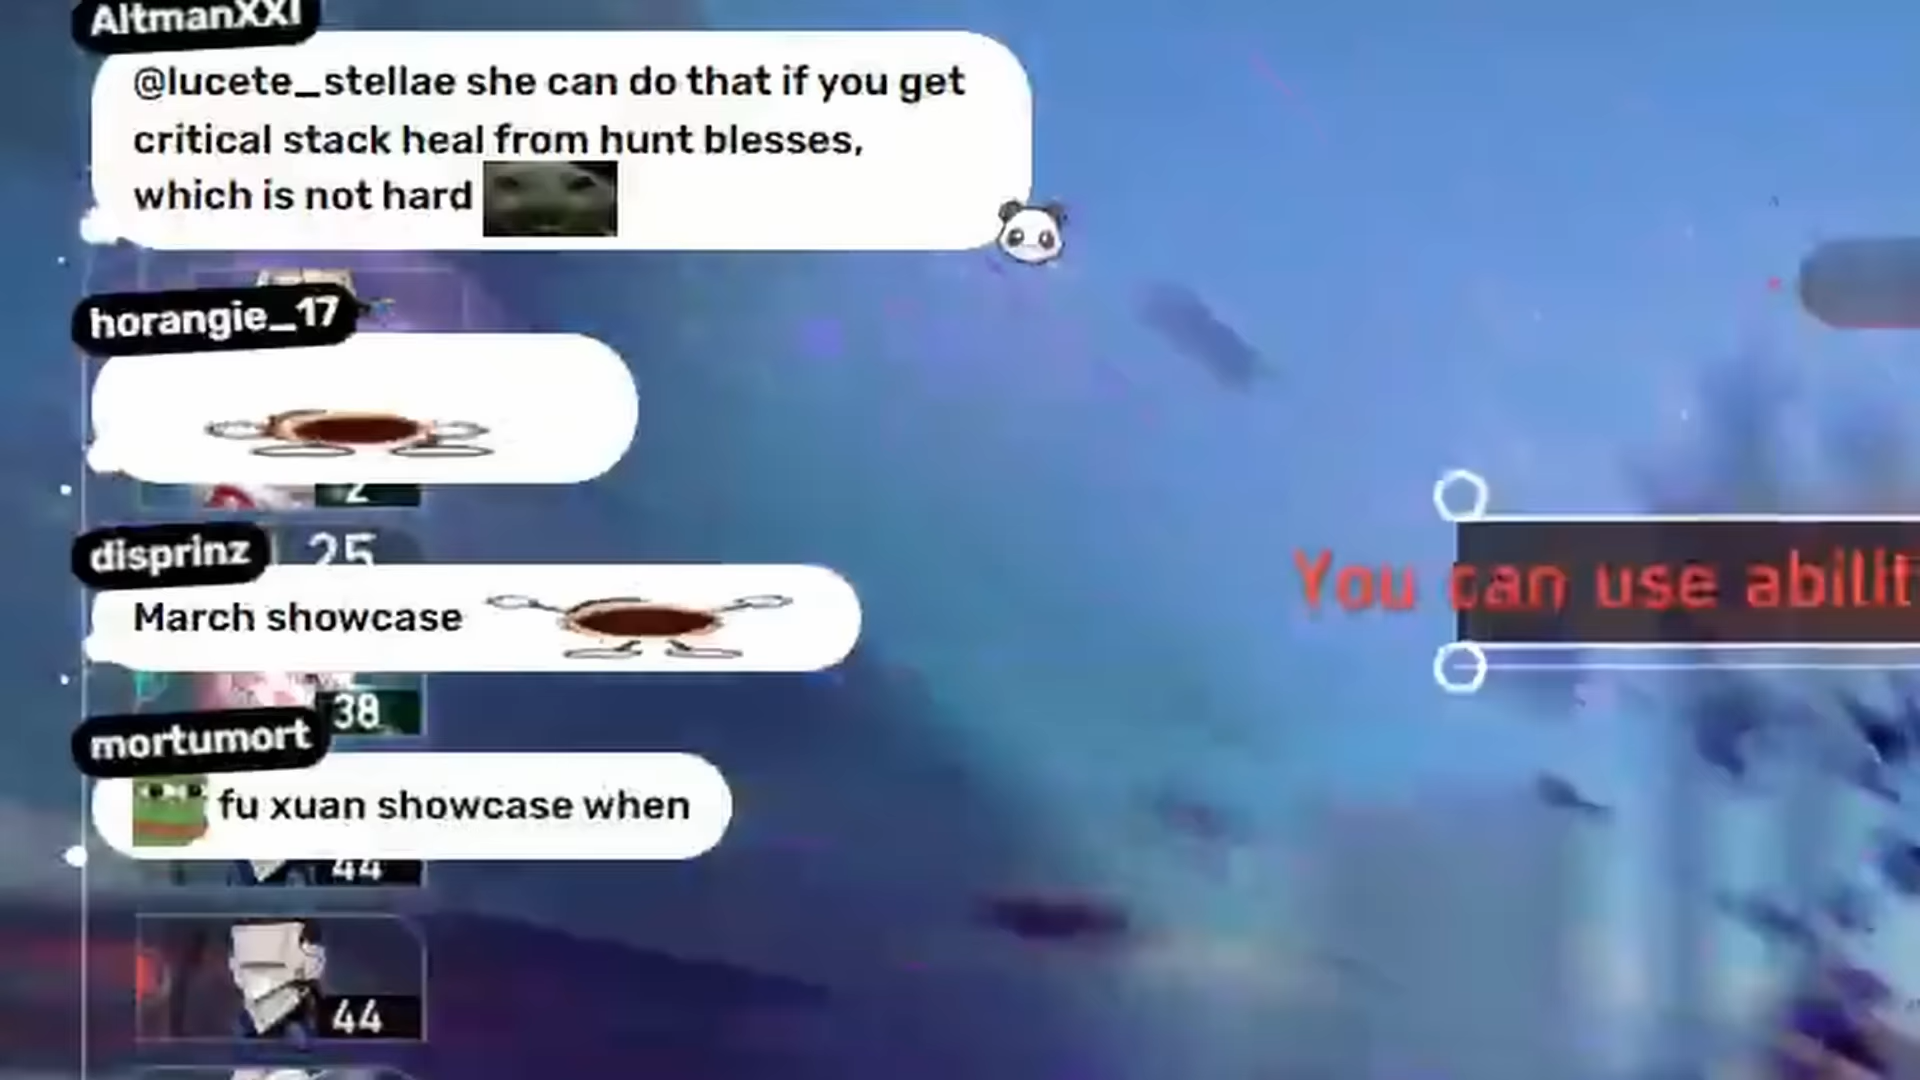 AltmanXXI
@lucete_stellae she can do that if you get
critical stack heal from hunt blesses,
which is not hard
horangie_17
2
disprinz
25
March showcase
You can use abilit
38
mortumort
fu xuan showcase when
44
44